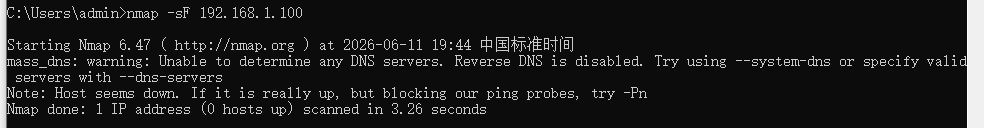 C:\Users\admin>nmap -sF 192.168.1.100
Starting Nmap 6.47 ( http://nmap.org ) at 2026-06-11 19:44 中国标准时间
mass_dns: warning: Unable to determine any DNS servers. Reverse DNS is disabled. Try using --system-dns or specify valid
 servers with --dns-servers
Note: Host seems down. If it is really up, but blocking our ping probes, try -Pn
Nmap done: 1 IP address (0 hosts up) scanned in 3.26 seconds